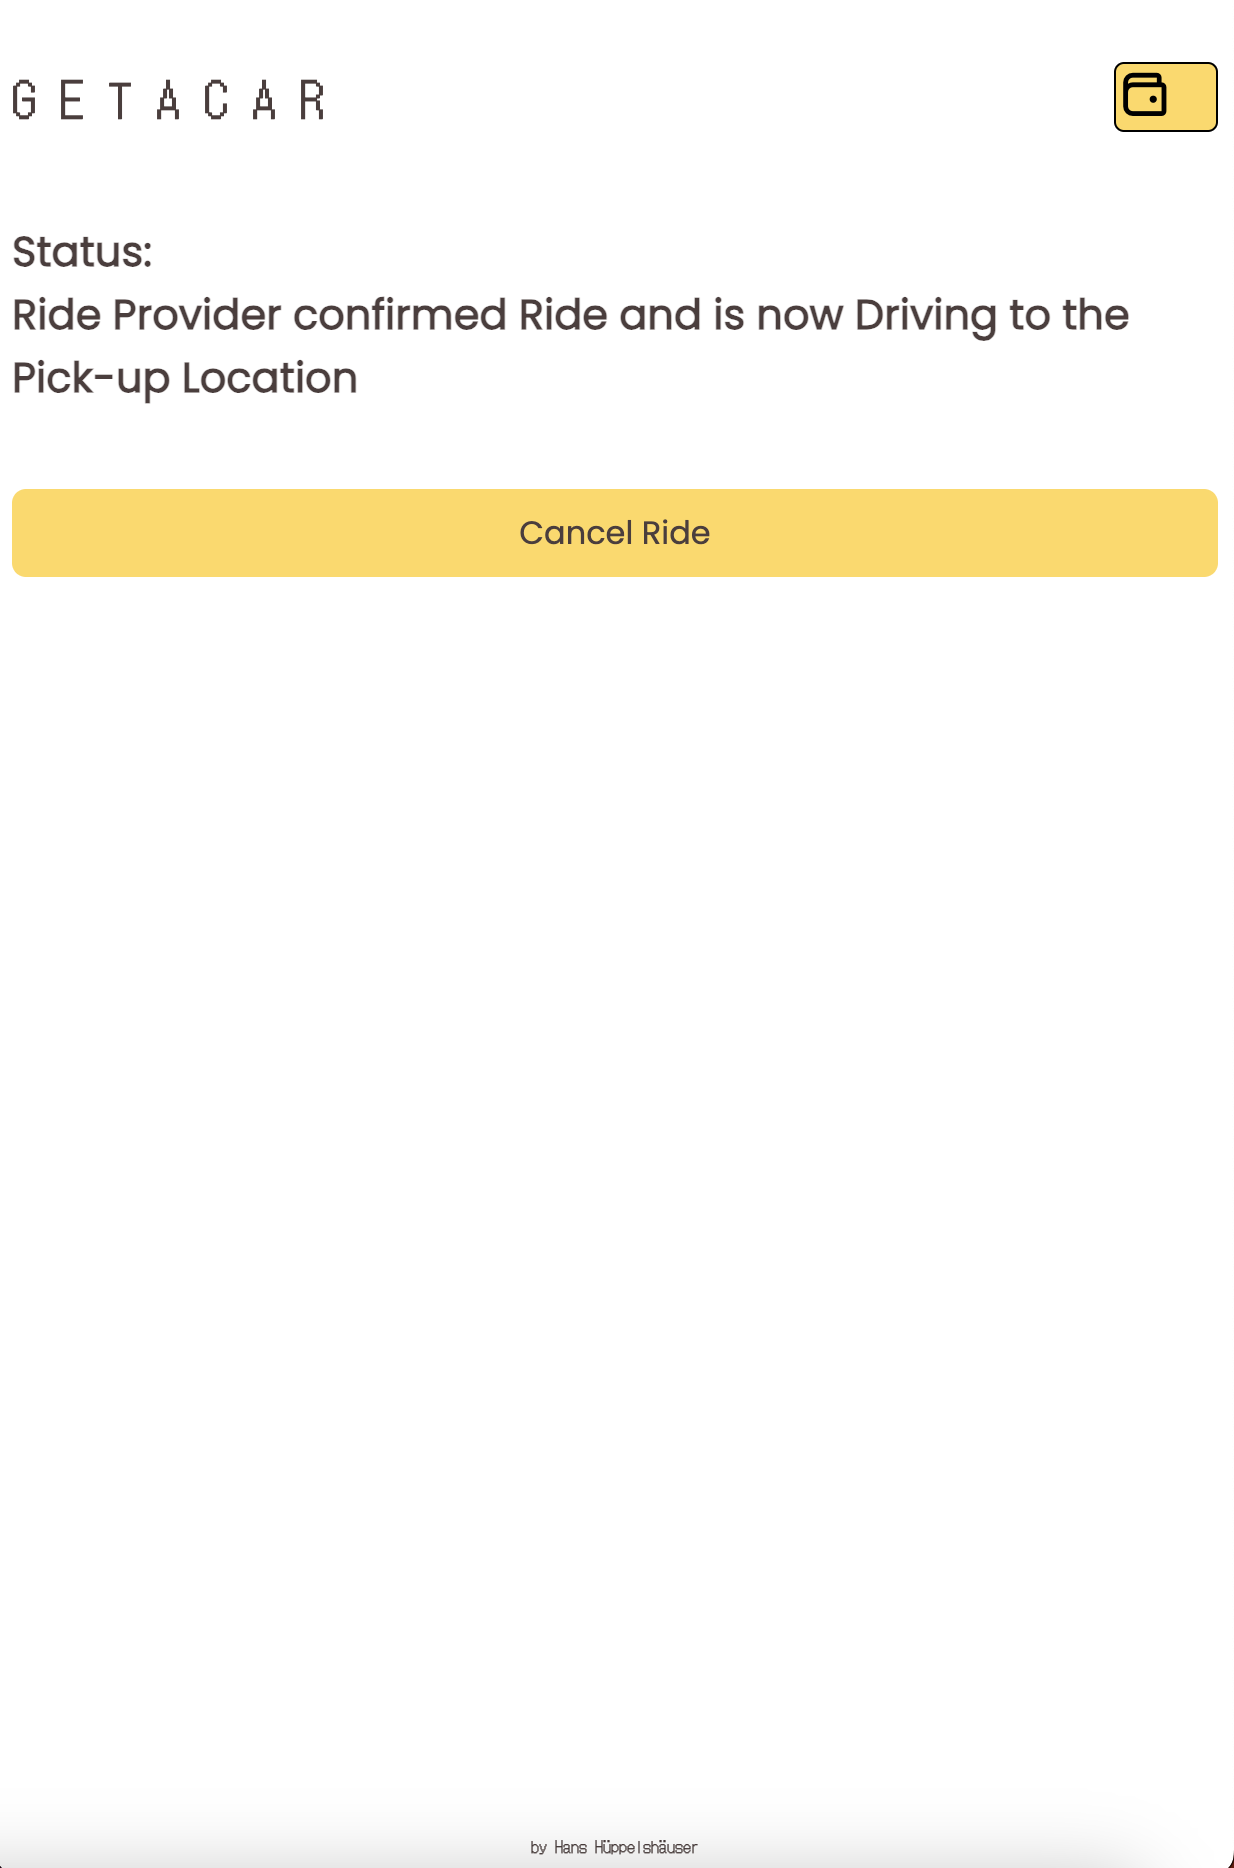 GETACAR
Status:
Ride Provider confirmed Ride and is now Driving to the
Pick-up Location
Cancel Ride
by Hans Hüppelshäuser